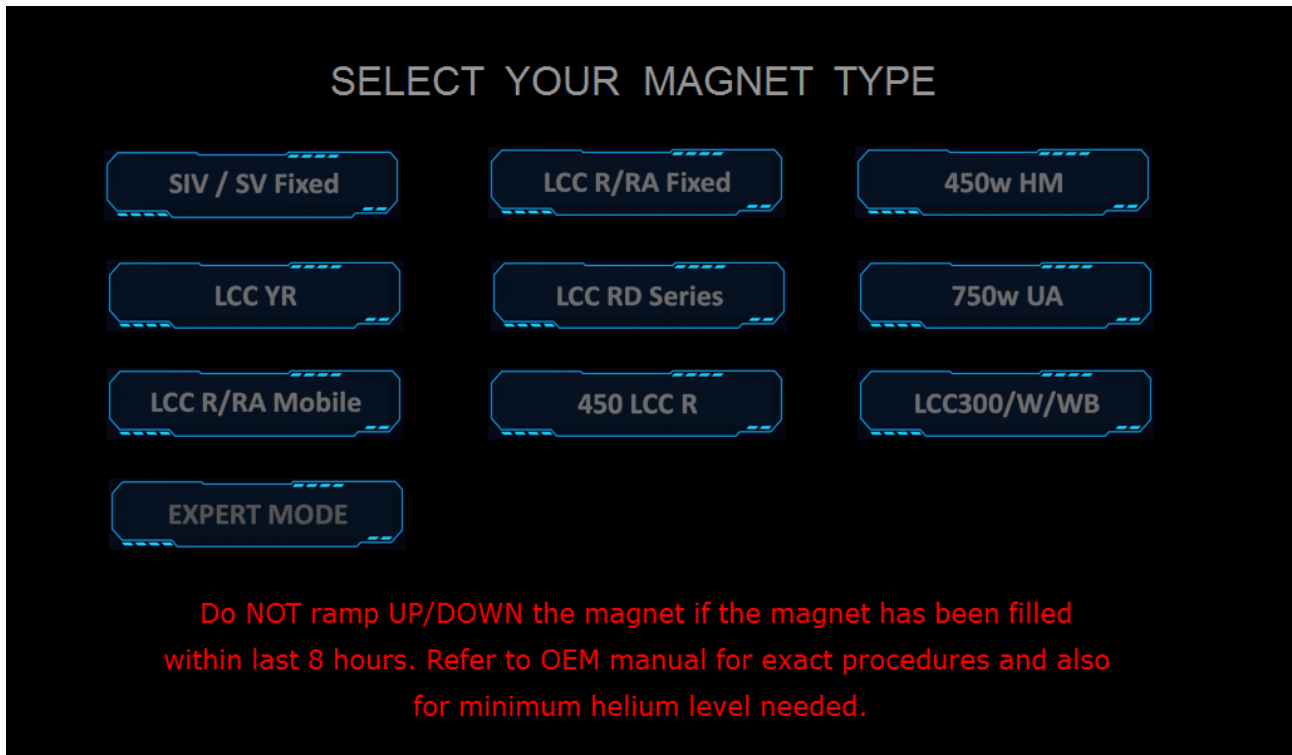 SELECT YOUR MAGNET TYPE
SIV / SV Fixed
LCC R/RA Fixed
450w HM
LCC YR
LCC RD Series
750w UA
LCC R/RA Mobile
450 LCC R
LCC300/W/WB
EXPERT MODE
Do NOT ramp UP/DOWN the magnet if the magnet has been filled
within last 8 hours. Refer to OEM manual for exact procedures and also
for minimum helium level needed.